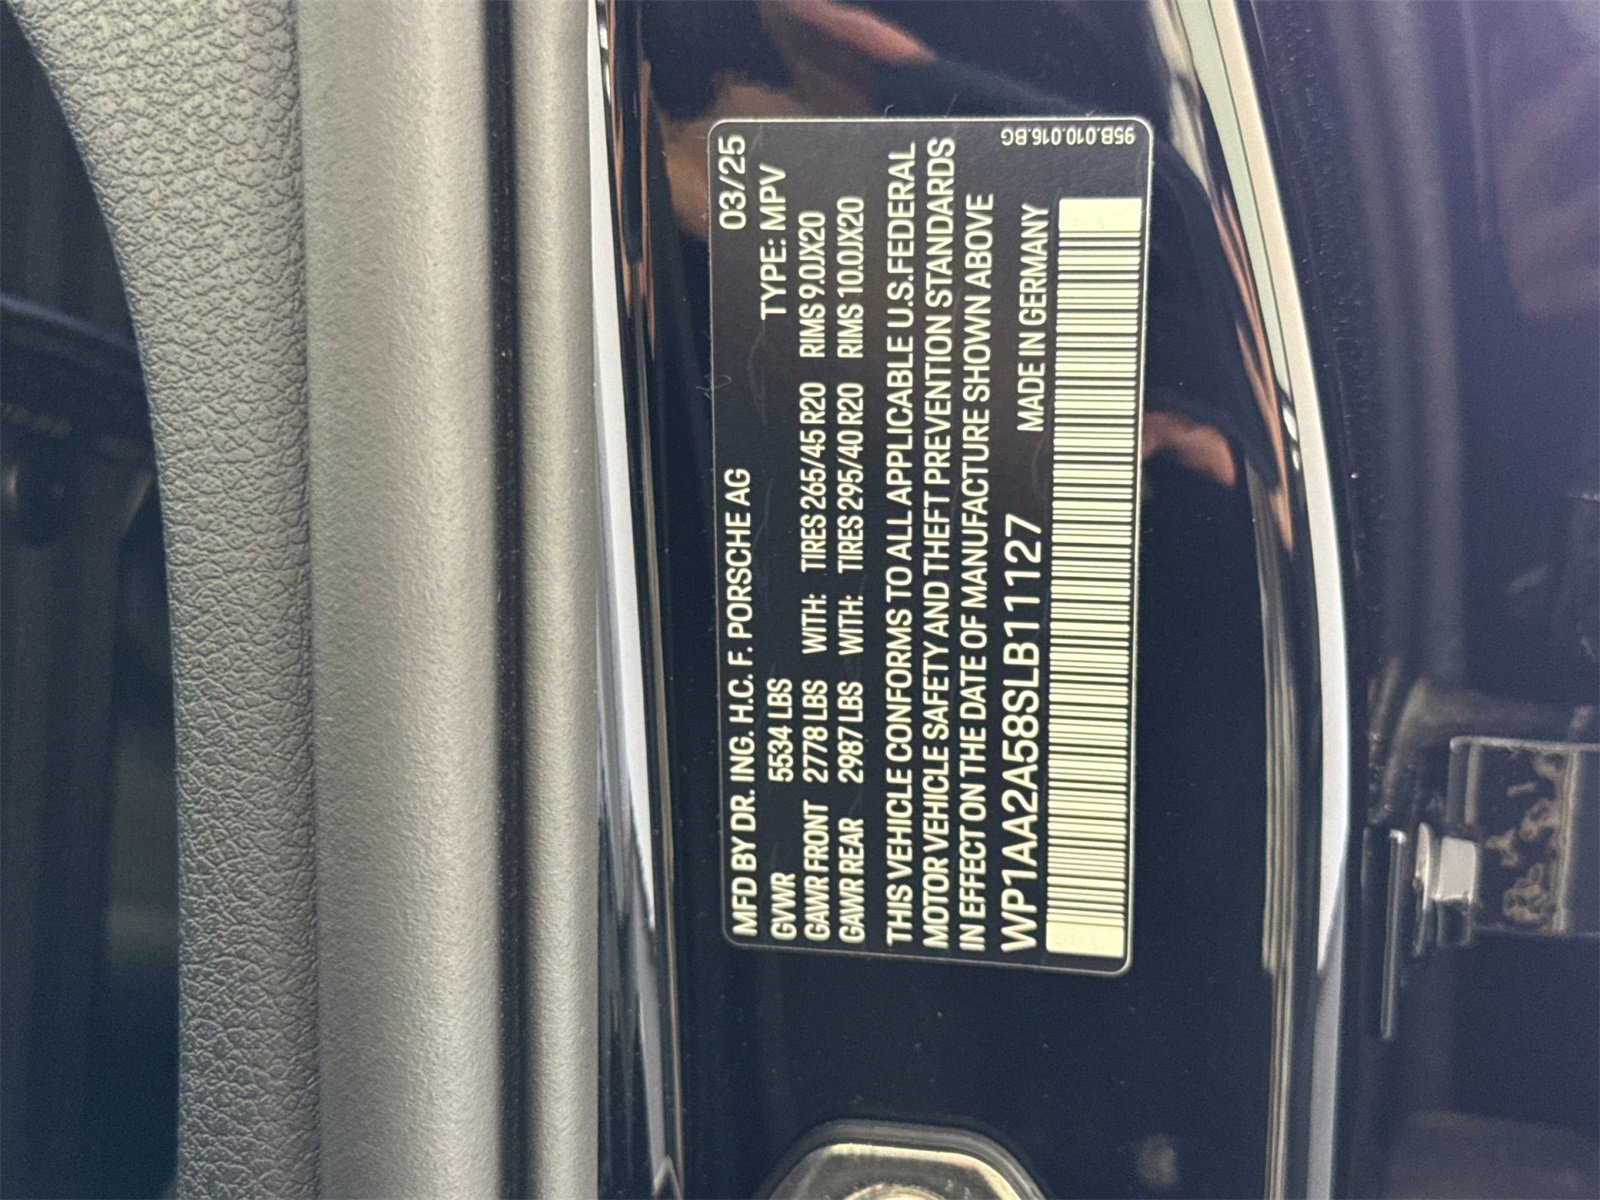 MFD BY DR. ING. H.C. F. PORSCHE AG 03/25
GVWR 5534 LBS TYPE: MPV
GAWR FRONT 2778 LBS WITH: TIRES 265/45 R20 RIMS 9.0JX20
GAWR REAR 2987 LBS WITH: TIRES 295/40 R20 RIMS 10.0JX20
THIS VEHICLE CONFORMS TO ALL APPLICABLE U.S.FEDERAL
MOTOR VEHICLE SAFETY AND THEFT PREVENTION STANDARDS
IN EFFECT ON THE DATE OF MANUFACTURE SHOWN ABOVE
WP1AA2A58SLB11127 MADE IN GERMANY
95B.010.016.BG